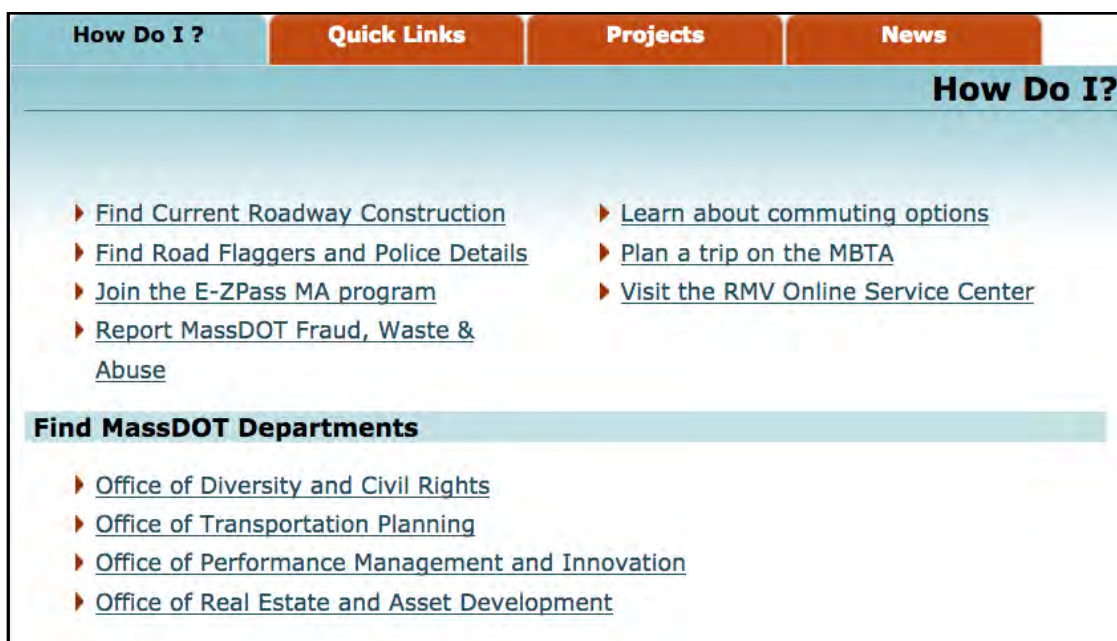 How Do I ?
Quick Links
Projects
News
How Do I?
Find Current Roadway Construction
Find Road Flaggers and Police Details
Join the E-ZPass MA program
Report MassDOT Fraud, Waste &
Abuse
Learn about commuting options
Plan a trip on the MBTA
Visit the RMV Online Service Center
Find MassDOT Departments
Office of Diversity and Civil Rights
Office of Transportation Planning
Office of Performance Management and Innovation
Office of Real Estate and Asset Development